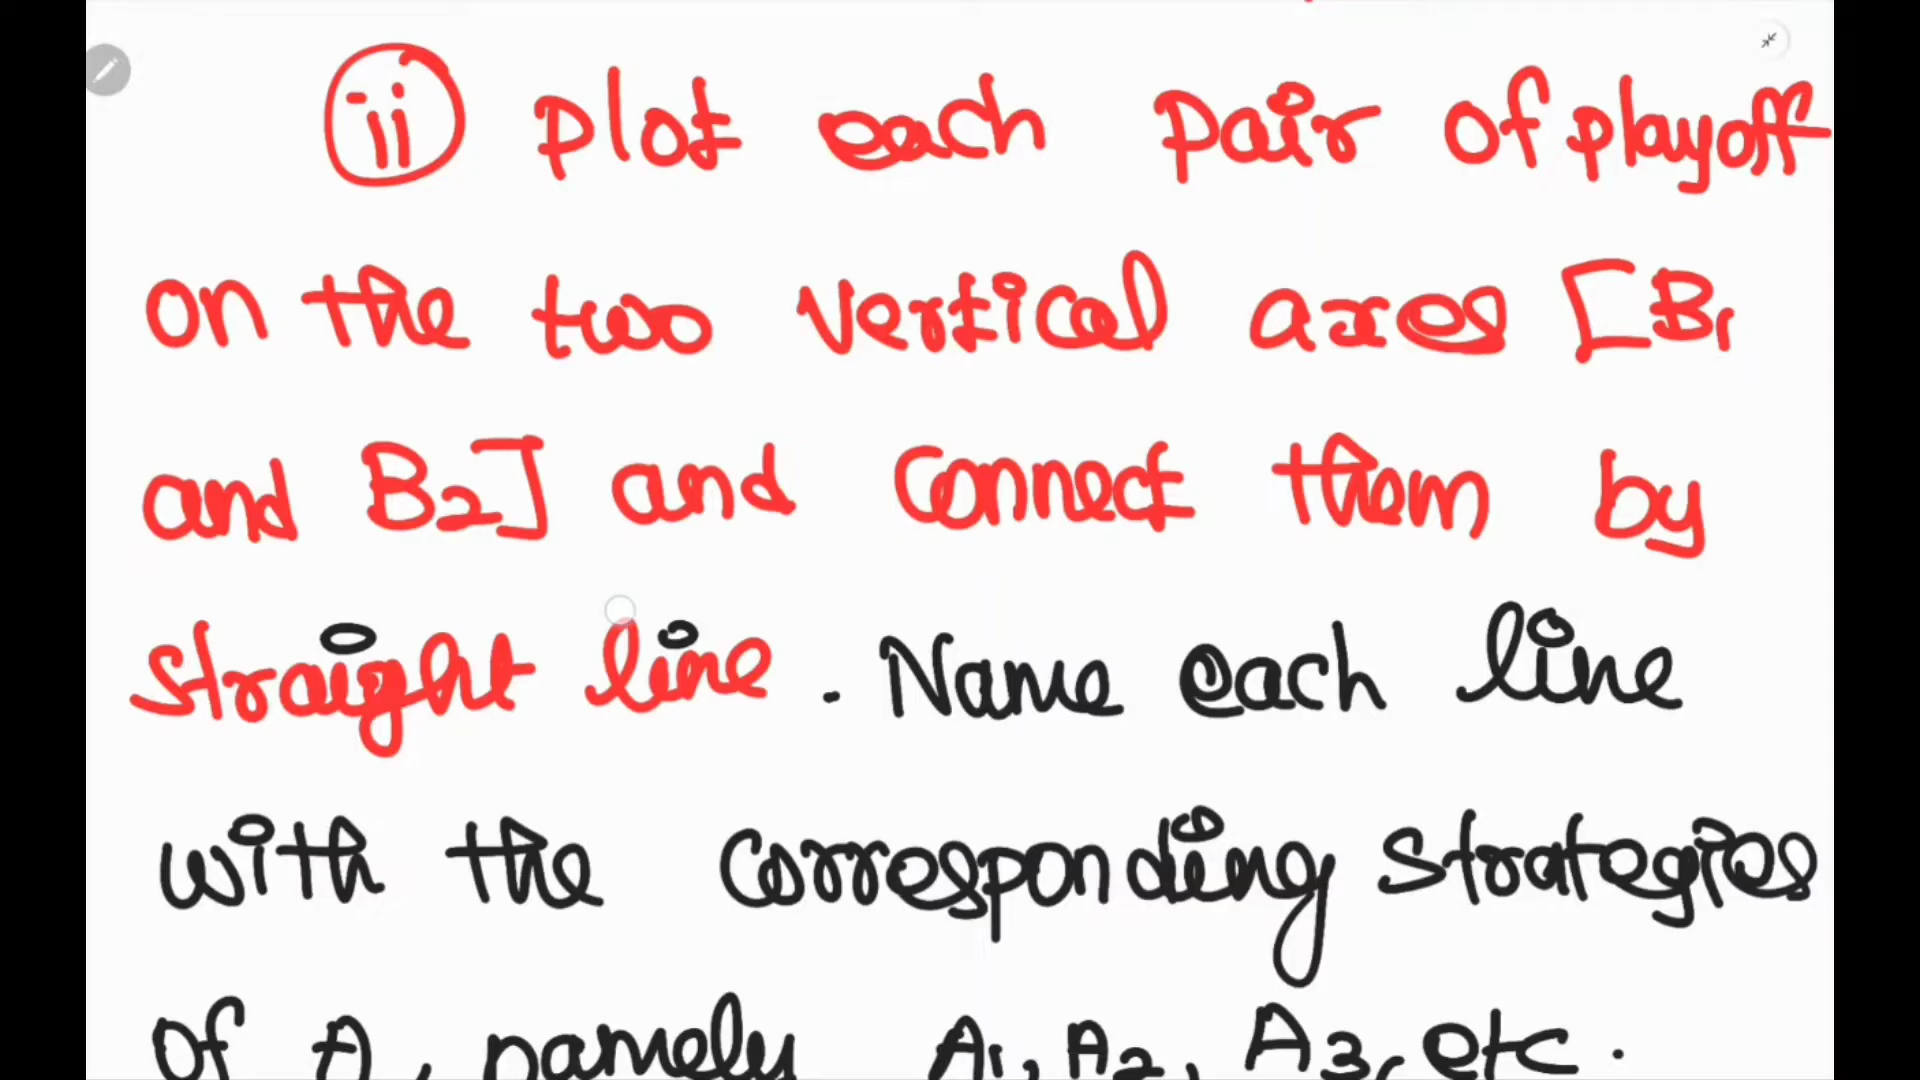 ii plot each pair of playoff
on the two vertical axes [B1
and B2] and connect them by
straight line. Name each line
with the corresponding strategies
of A, namely A1, A2, A3, etc.